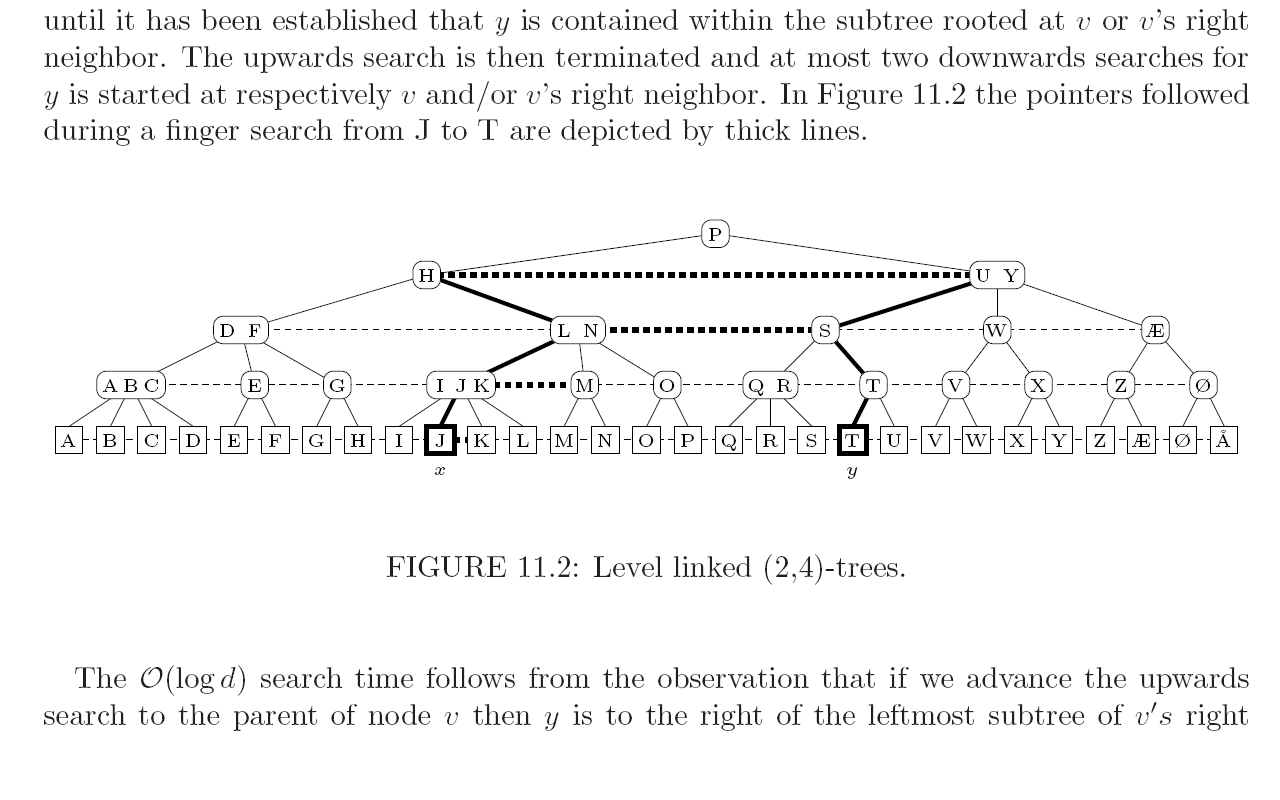 until it has been established that y is contained within the subtree rooted at v or v's right
neighbor. The upwards search is then terminated and at most two downwards searches for
y is started at respectively v and/or v's right neighbor. In Figure 11.2 the pointers followed
during a finger search from J to T are depicted by thick lines.
P
H U Y
D F L N S W Æ
A B C E G I J K M O Q R T V X Z Ø
A B C D E F G H I J K L M N O P Q R S T U V W X Y Z Æ Ø Å
x y
FIGURE 11.2: Level linked (2,4)-trees.
The O(log d) search time follows from the observation that if we advance the upwards
search to the parent of node v then y is to the right of the leftmost subtree of v′s right